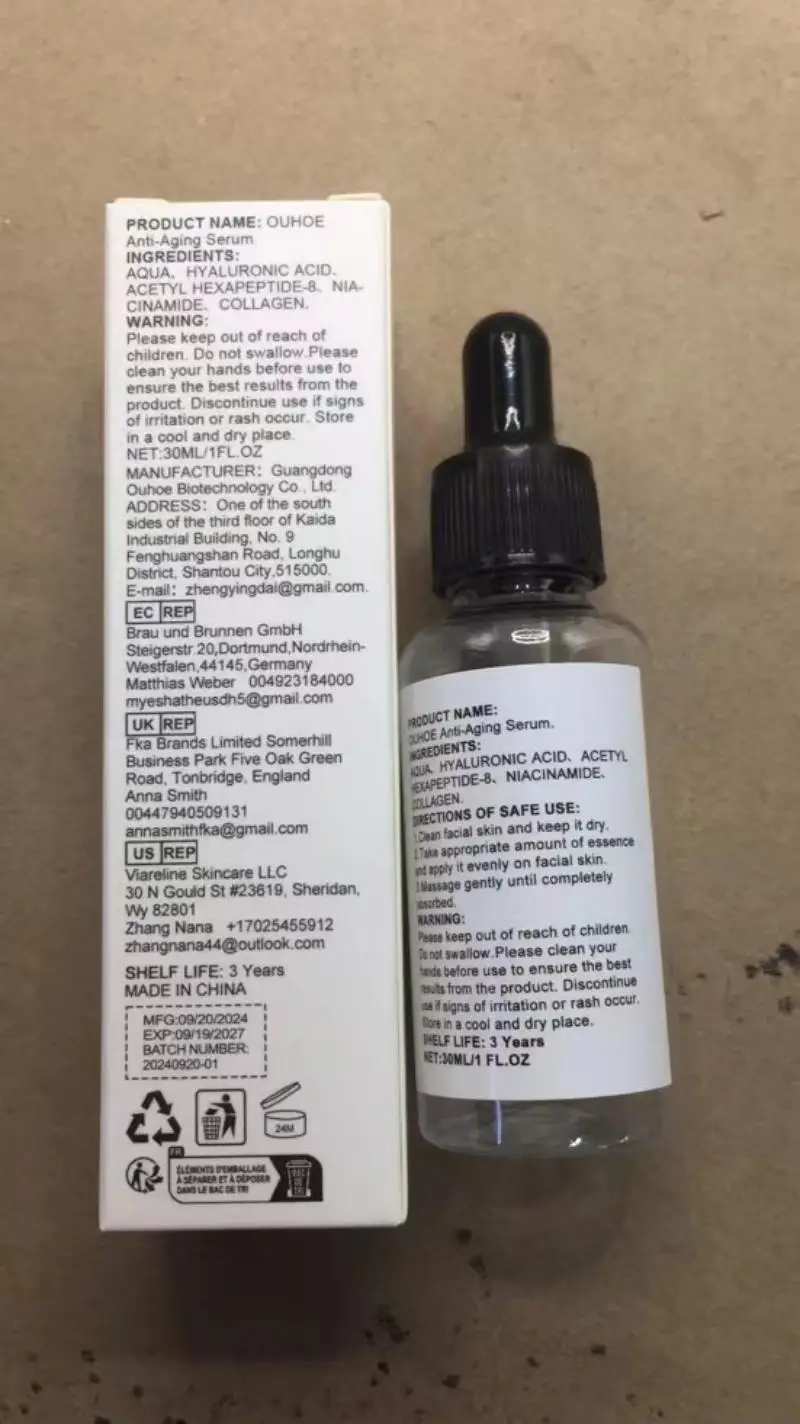 PRODUCT NAME: OUHOE
Anti-Aging Serum
INGREDIENTS:
AQUA、HYALURONIC ACID、
ACETYL HEXAPEPTIDE-8、NIA-
CINAMIDE、COLLAGEN.
WARNING:
Please keep out of reach of
children. Do not swallow.Please
clean your hands before use to
ensure the best results from the
product. Discontinue use if signs
of irritation or rash occur. Store
in a cool and dry place.
NET:30ML/1FL.OZ
MANUFACTURER：Guangdong
Ouhoe Biotechnology Co., Ltd.
ADDRESS：One of the south
sides of the third floor of Kaida
Industrial Building, No. 9
Fenghuangshan Road, Longhu
District, Shantou City,515000.
E-mail：zhengyingdai@gmail.com.
EC REP
Brau und Brunnen GmbH
Steigerstr.20,Dortmund,Nordrhein-
Westfalen,44145,Germany
Matthias Weber 004923184000
myeshatheusdh5@gmail.com
UK REP
Fka Brands Limited Somerhill
Business Park Five Oak Green
Road, Tonbridge, England
Anna Smith
00447940509131
annasmithfka@gmail.com
US REP
Viareline Skincare LLC
30 N Gould St #23619, Sheridan,
Wy 82801
Zhang Nana +17025455912
zhangnana44@outlook.com
SHELF LIFE: 3 Years
MADE IN CHINA
MFG:09/20/2024
EXP:09/19/2027
BATCH NUMBER:
20240920-01
24M
FR
ÉLÉMENTS D'EMBALLAGE
À SÉPARER ET À DÉPOSER
DANS LE BAC DE TRI
BAC
DE
TRI
PRODUCT NAME:
OUHOE Anti-Aging Serum.
INGREDIENTS:
AQUA、HYALURONIC ACID、ACETYL
HEXAPEPTIDE-8、NIACINAMIDE、
COLLAGEN.
DIRECTIONS OF SAFE USE:
1.Clean facial skin and keep it dry.
2.Take appropriate amount of essence
and apply it evenly on facial skin.
3.Massage gently until completely
absorbed.
WARNING:
Please keep out of reach of children.
Do not swallow.Please clean your
hands before use to ensure the best
results from the product. Discontinue
use if signs of irritation or rash occur.
Store in a cool and dry place.
SHELF LIFE: 3 Years
NET:30ML/1 FL.OZ